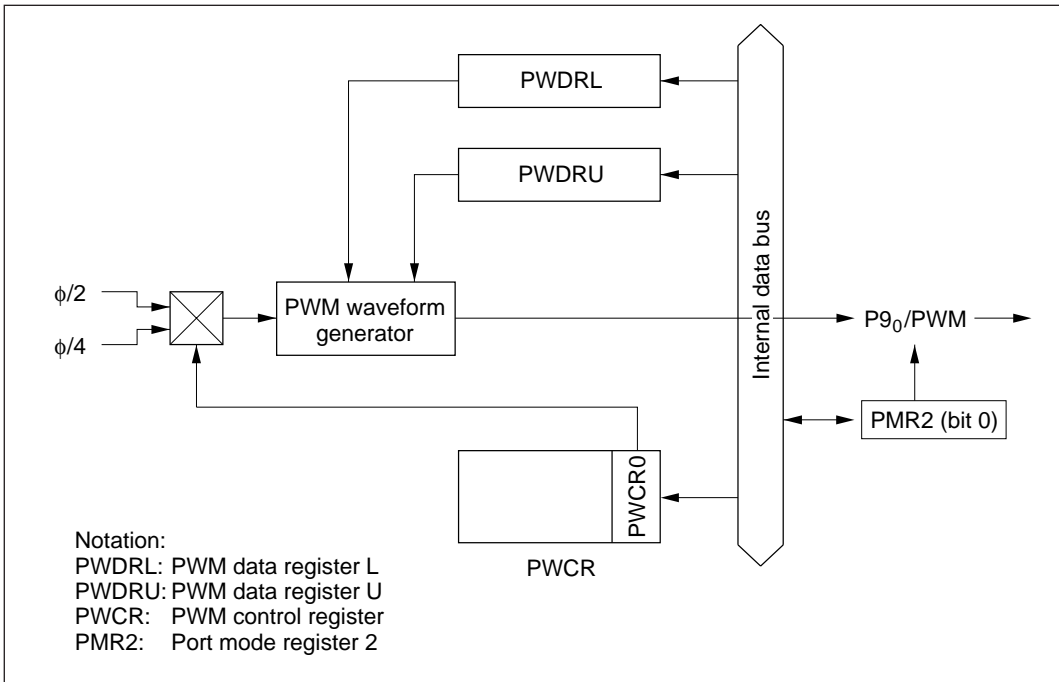 PWDRL
PWDRU
Internal data bus
ϕ/2
ϕ/4
PWM waveform
generator
P9₀/PWM
PMR2 (bit 0)
PWCR0
PWCR
Notation:
PWDRL: PWM data register L
PWDRU: PWM data register U
PWCR: PWM control register
PMR2: Port mode register 2